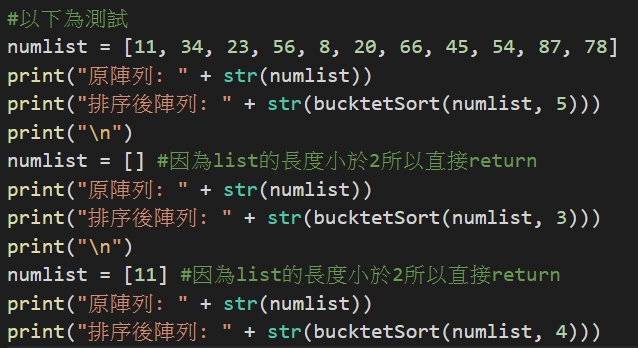 #以下為測試
numlist = [11, 34, 23, 56, 8, 20, 66, 45, 54, 87, 78]
print("原陣列: " + str(numlist))
print("排序後陣列: " + str(bucktetSort(numlist, 5)))
print("\n")
numlist = [] #因為list的長度小於2所以直接return
print("原陣列: " + str(numlist))
print("排序後陣列: " + str(bucktetSort(numlist, 3)))
print("\n")
numlist = [11] #因為list的長度小於2所以直接return
print("原陣列: " + str(numlist))
print("排序後陣列: " + str(bucktetSort(numlist, 4)))